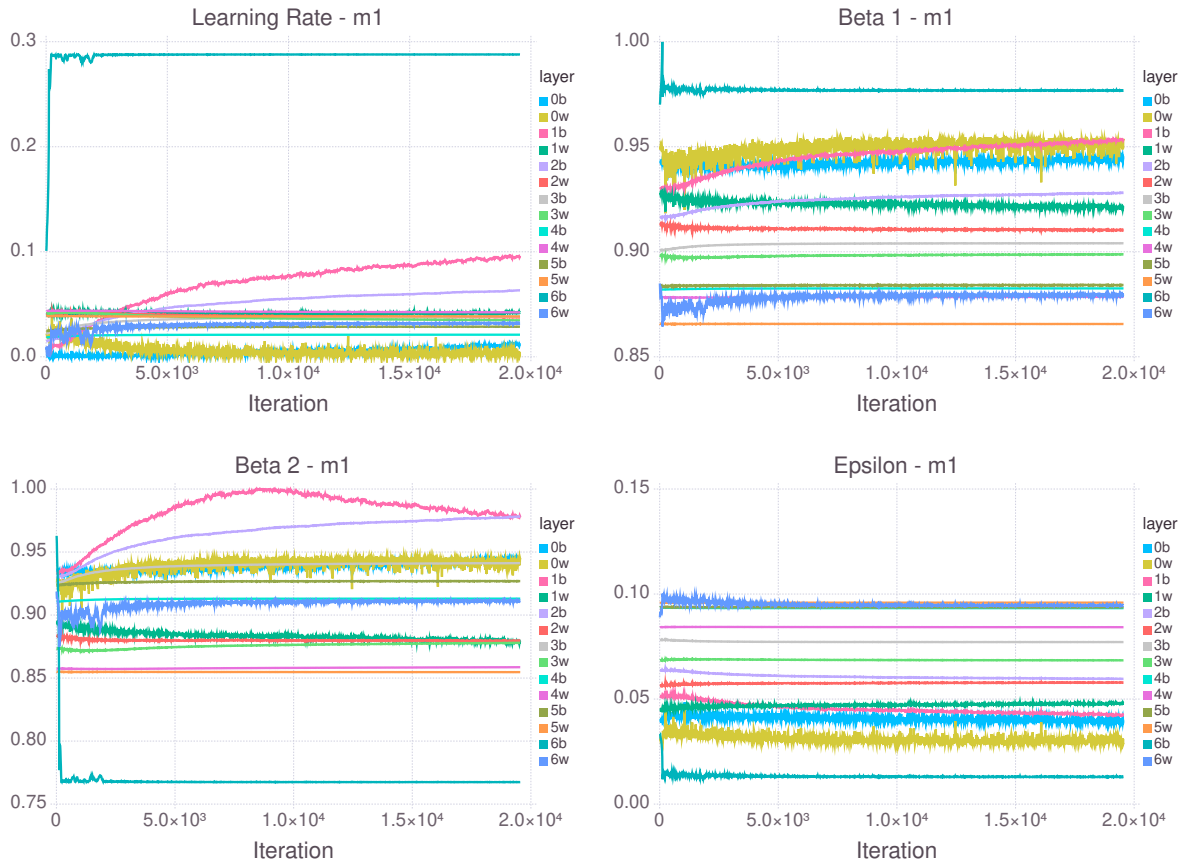 Learning Rate - m1
0.3
0.2
0.1
0.0
0
5.0×10³
1.0×10⁴
1.5×10⁴
2.0×10⁴
Iteration
layer
0b
0w
1b
1w
2b
2w
3b
3w
4b
4w
5b
5w
6b
6w
Beta 1 - m1
1.00
0.95
0.90
0.85
0
5.0×10³
1.0×10⁴
1.5×10⁴
2.0×10⁴
Iteration
layer
0b
0w
1b
1w
2b
2w
3b
3w
4b
4w
5b
5w
6b
6w
Beta 2 - m1
1.00
0.95
0.90
0.85
0.80
0.75
0
5.0×10³
1.0×10⁴
1.5×10⁴
2.0×10⁴
Iteration
layer
0b
0w
1b
1w
2b
2w
3b
3w
4b
4w
5b
5w
6b
6w
Epsilon - m1
0.15
0.10
0.05
0.00
0
5.0×10³
1.0×10⁴
1.5×10⁴
2.0×10⁴
Iteration
layer
0b
0w
1b
1w
2b
2w
3b
3w
4b
4w
5b
5w
6b
6w